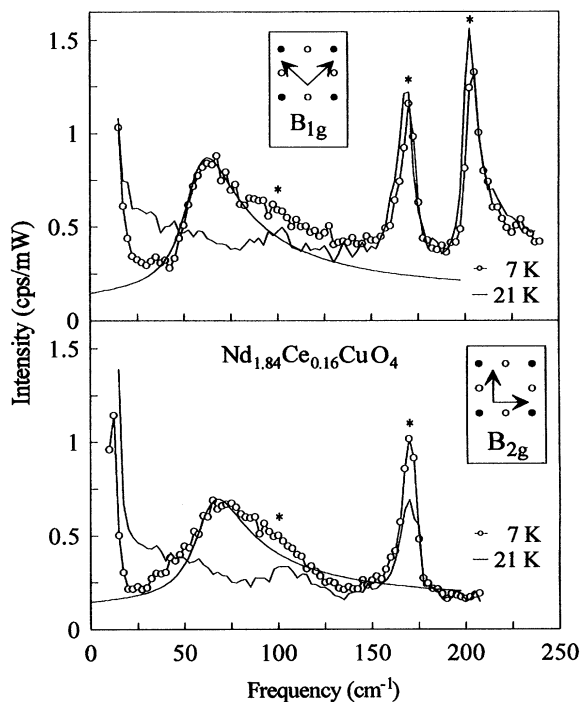 1.5
1
0.5
0
B1g
*
*
*
7 K
21 K
Intensity (cps/mW)
Nd1.84Ce0.16CuO4
1.5
1
0.5
0
B2g
*
*
7 K
21 K
0 50 100 150 200 250
Frequency (cm-1)